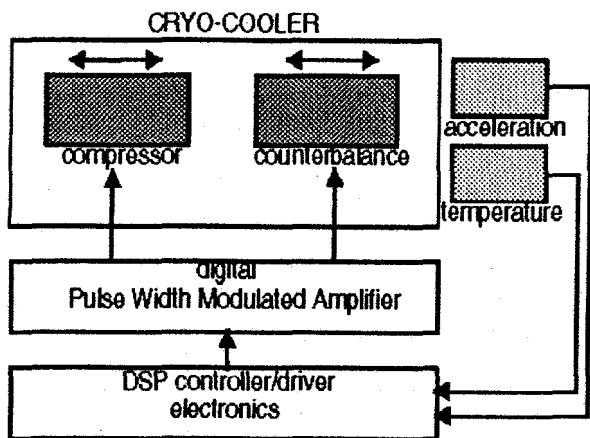 CRYO-COOLER
compressor
counterbalance
acceleration
temperature
digital
Pulse Width Modulated Amplifier
DSP controller/driver
electronics